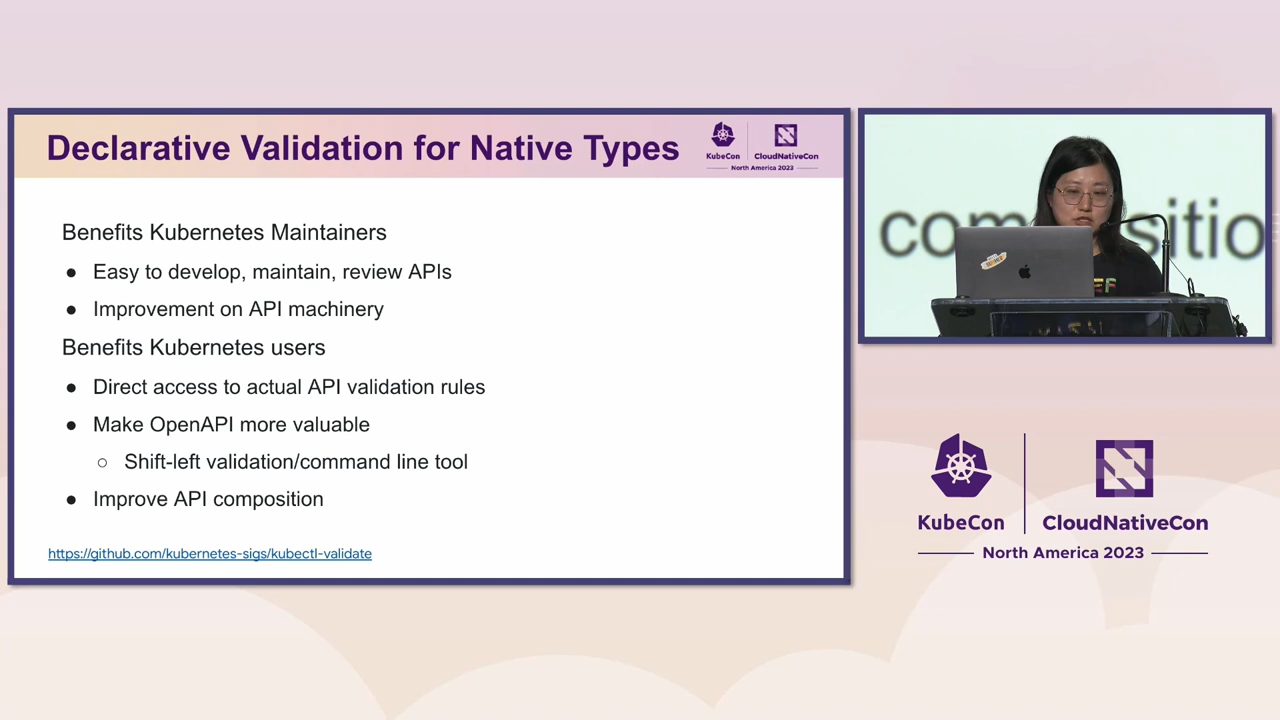 Declarative Validation for Native Types
KubeCon
CloudNativeCon
North America 2023
Benefits Kubernetes Maintainers
● Easy to develop, maintain, review APIs
● Improvement on API machinery
Benefits Kubernetes users
● Direct access to actual API validation rules
● Make OpenAPI more valuable
○ Shift-left validation/command line tool
● Improve API composition
https://github.com/kubernetes-sigs/kubectl-validate
com
sitio
KubeCon
CloudNativeCon
North America 2023